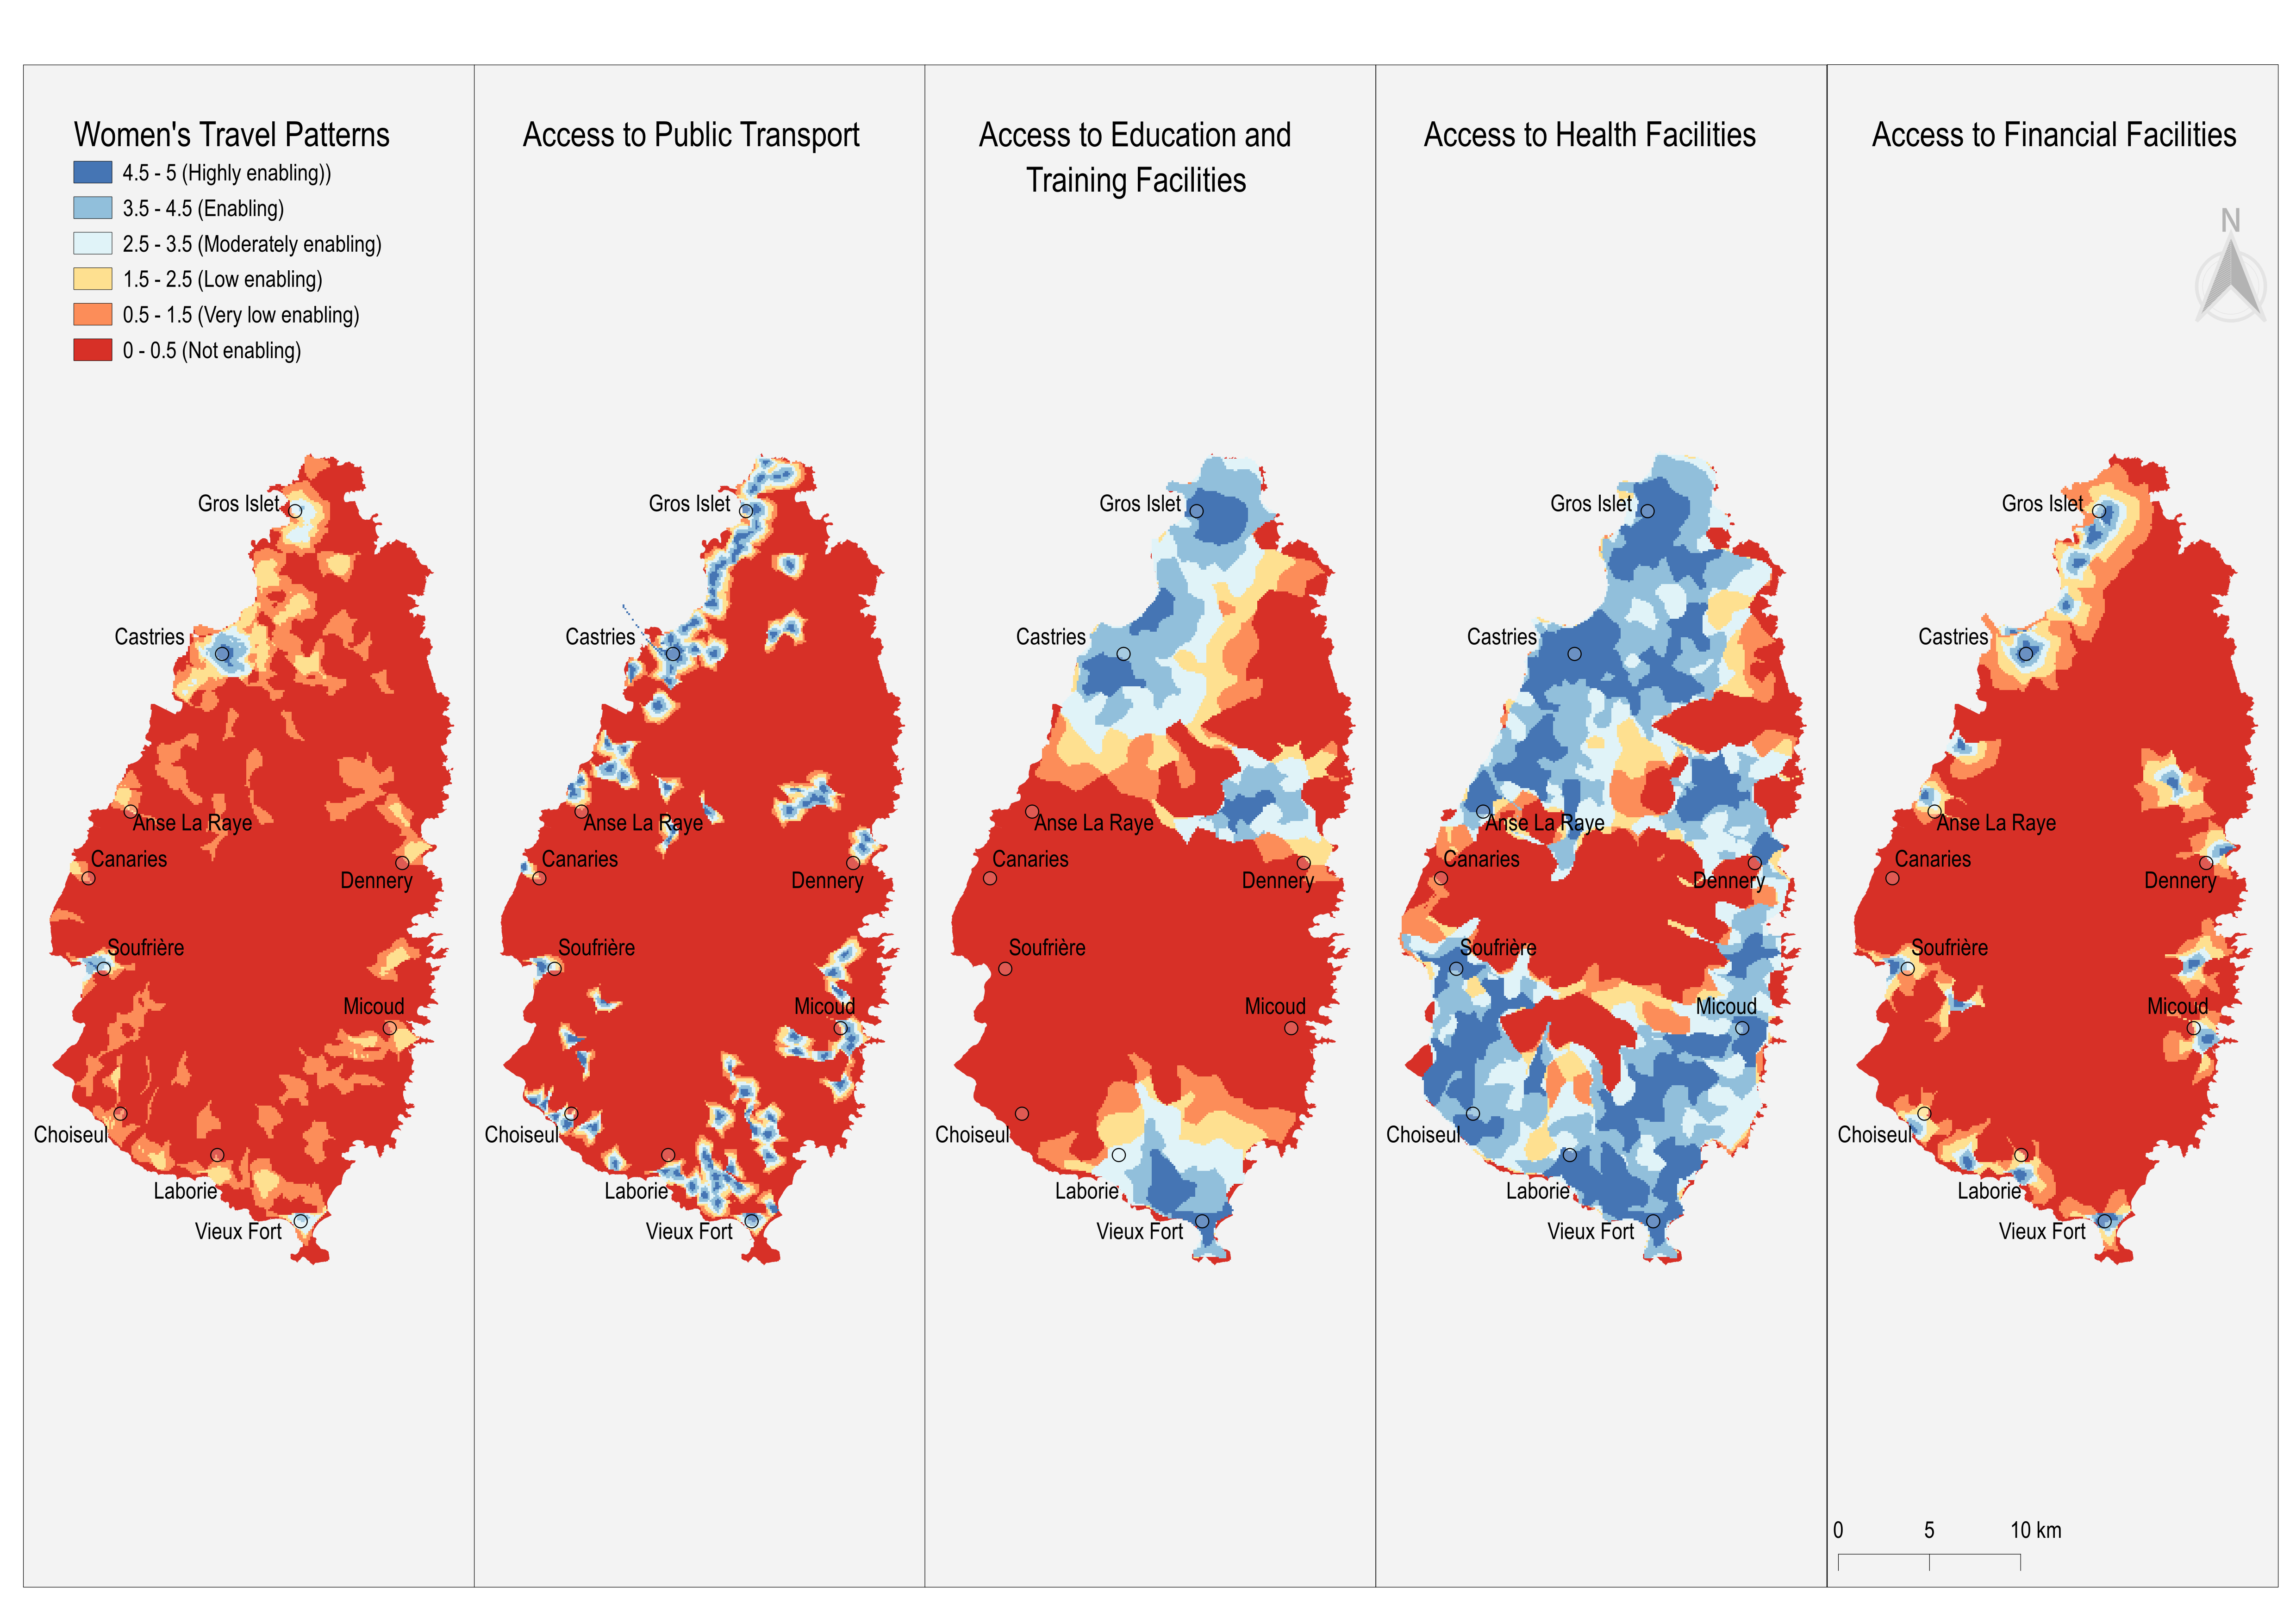 Women's Travel Patterns
4.5 - 5 (Highly enabling))
3.5 - 4.5 (Enabling)
2.5 - 3.5 (Moderately enabling)
1.5 - 2.5 (Low enabling)
0.5 - 1.5 (Very low enabling)
0 - 0.5 (Not enabling)
Gros Islet
Castries
Anse La Raye
Canaries
Dennery
Soufrière
Micoud
Choiseul
Laborie
Vieux Fort
Access to Public Transport
Gros Islet
Castries
Anse La Raye
Canaries
Dennery
Soufrière
Micoud
Choiseul
Laborie
Vieux Fort
Access to Education and
Training Facilities
Gros Islet
Castries
Anse La Raye
Canaries
Dennery
Soufrière
Micoud
Choiseul
Laborie
Vieux Fort
Access to Health Facilities
Gros Islet
Castries
Anse La Raye
Canaries
Dennery
Soufrière
Micoud
Choiseul
Laborie
Vieux Fort
Access to Financial Facilities
N
Gros Islet
Castries
Anse La Raye
Canaries
Dennery
Soufrière
Micoud
Choiseul
Laborie
Vieux Fort
0 5 10 km